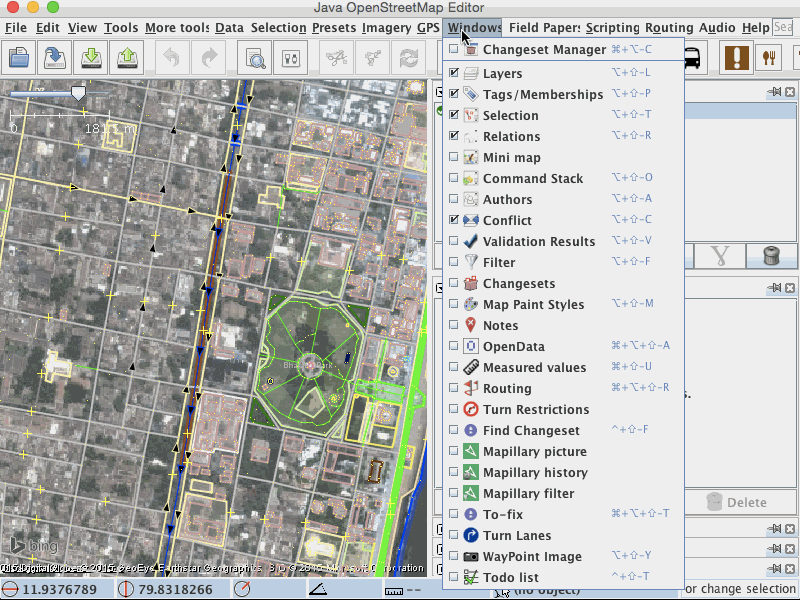 Java OpenStreetMap Editor
File Edit View Tools More tools Data Selection Presets Imagery GPS Windows Field Papers Scripting Routing Audio Help Sea
Changeset Manager ⌘+⌥-C
0 181.
Layers ⌥+⇧-L
Tags/Memberships ⌥+⇧-P
Selection ⌥+⇧-T
Relations ⌥+⇧-R
Mini map
Command Stack ⌥+⇧-O
Authors ⌥+⇧-A
Conflict ⌥+⇧-C
Validation Results ⌥+⇧-V
Filter ⌥+⇧-F
Changesets
Map Paint Styles ⌥+⇧-M
Notes
OpenData ⌘+⌥+⇧-A
Measured values ⌘+⇧-U
Routing ⌘+⌥+⇧-R
Turn Restrictions
Find Changeset ^+⇧-F
Mapillary picture
Mapillary history
Mapillary filter
To-fix ⌘+⌥+⇧-T
Turn Lanes
WayPoint Image ⌥+⇧-Y
Todo list ^+⇧-T
s.
Delete
bing
11.9376789 79.8318266 -- (no object) or change selection